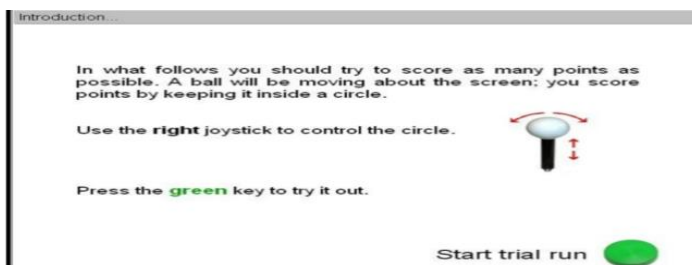 Introduction...
In what follows you should try to score as many points as
possible. A ball will be moving about the screen; you score
points by keeping it inside a circle.
Use the right joystick to control the circle.
Press the green key to try it out.
Start trial run